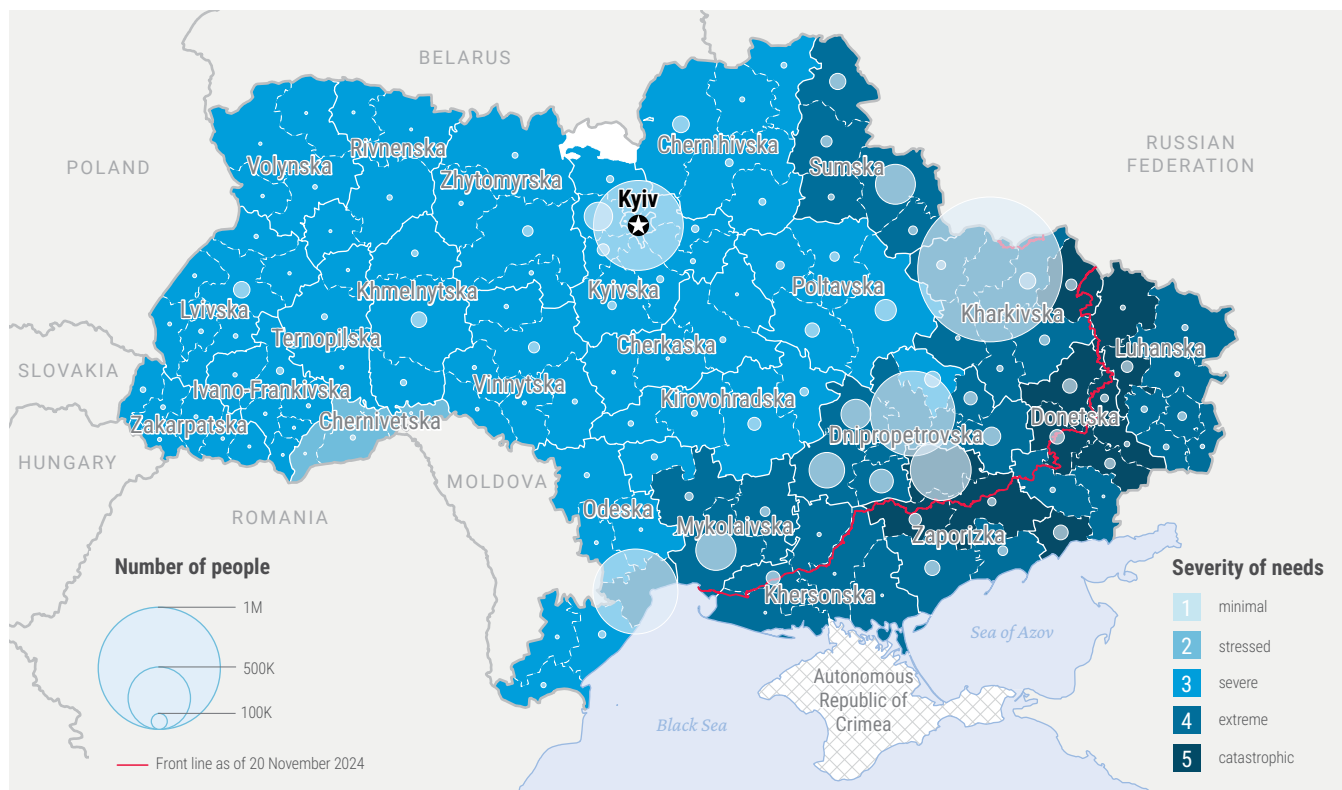 BELARUS
POLAND
RUSSIAN
FEDERATION
Volynska
Rivnenska
Zhytomyrska
Chernihivska
Sumska
Kyiv
Lvivska
Khmelnytska
Kyivska
Poltavska
Kharkivska
Ternopilska
Cherkaska
Luhanska
SLOVAKIA
Ivano-Frankivska
Vinnytska
Kirovohradska
Zakarpatska
Chernivetska
Dnipropetrovska
Donetska
HUNGARY
MOLDOVA
ROMANIA
Odeska
Mykolaivska
Zaporizka
Khersonska
Sea of Azov
Autonomous
Republic of
Crimea
Black Sea
Number of people
1M
500K
100K
Front line as of 20 November 2024
Severity of needs
1 minimal
2 stressed
3 severe
4 extreme
5 catastrophic